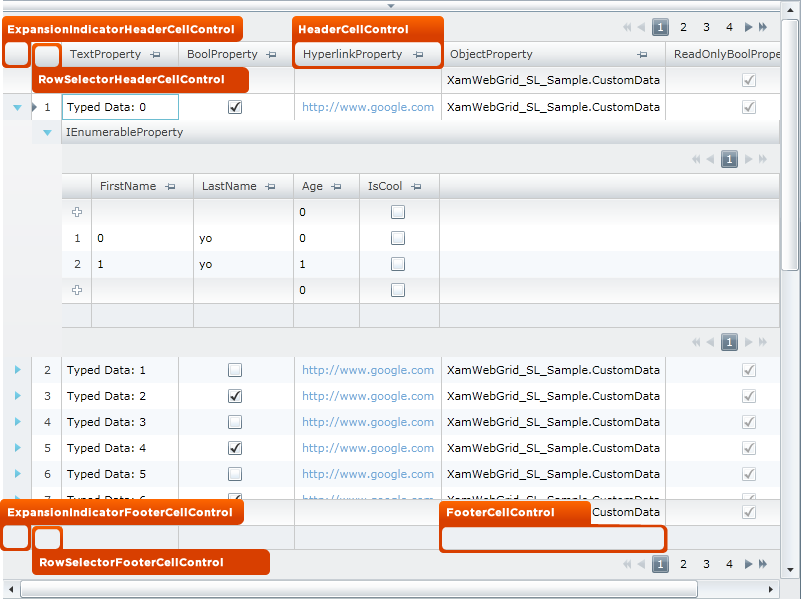 ExpansionIndicatorHeaderCellControl HeaderCellControl 1 2 3 4
TextProperty BoolProperty HyperlinkProperty ObjectProperty ReadOnlyBoolPrope
RowSelectorHeaderCellControl XamWebGrid_SL_Sample.CustomData
1 Typed Data: 0 http://www.google.com XamWebGrid_SL_Sample.CustomData
IEnumerableProperty
1
FirstName LastName Age IsCool
0
1 0 yo 0
2 1 yo 1
0
1
2 Typed Data: 1 http://www.google.com XamWebGrid_SL_Sample.CustomData
3 Typed Data: 2 http://www.google.com XamWebGrid_SL_Sample.CustomData
4 Typed Data: 3 http://www.google.com XamWebGrid_SL_Sample.CustomData
5 Typed Data: 4 http://www.google.com XamWebGrid_SL_Sample.CustomData
6 Typed Data: 5 http://www.google.com XamWebGrid_SL_Sample.CustomData
ExpansionIndicatorFooterCellControl FooterCellControl CustomData
RowSelectorFooterCellControl 1 2 3 4